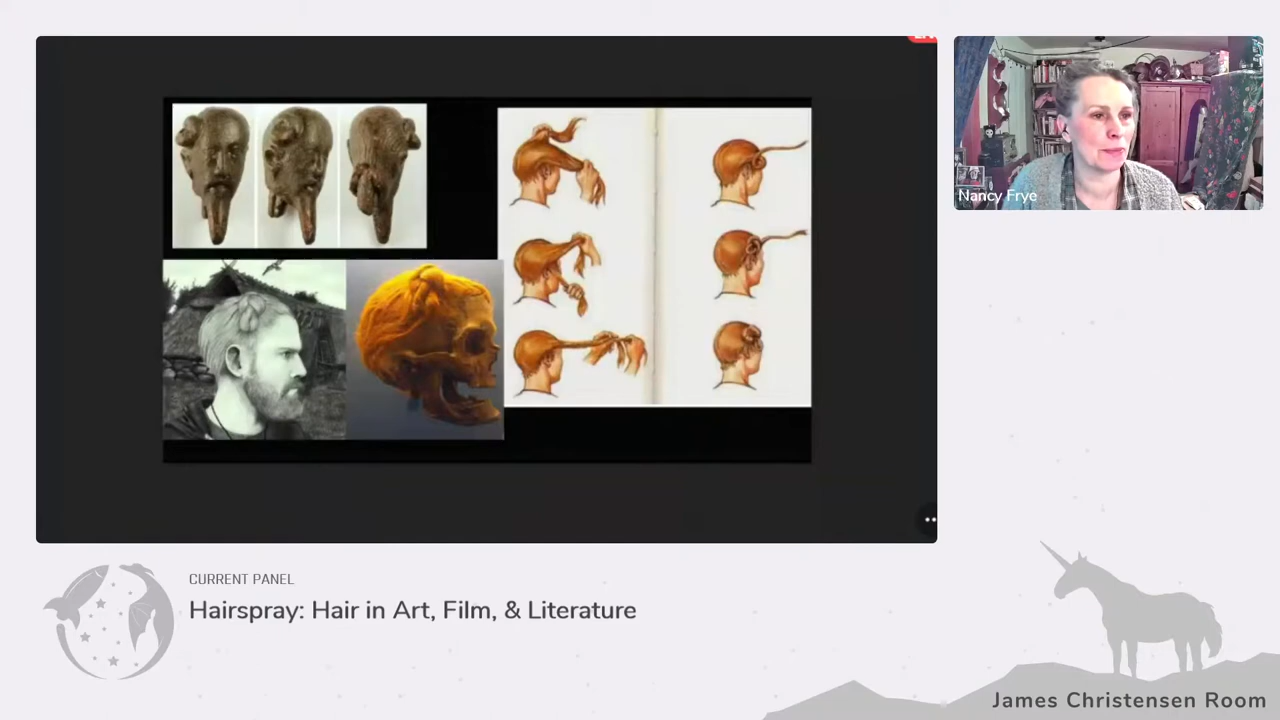 Nancy Frye
CURRENT PANEL
Hairspray: Hair in Art, Film, & Literature
James Christensen Room